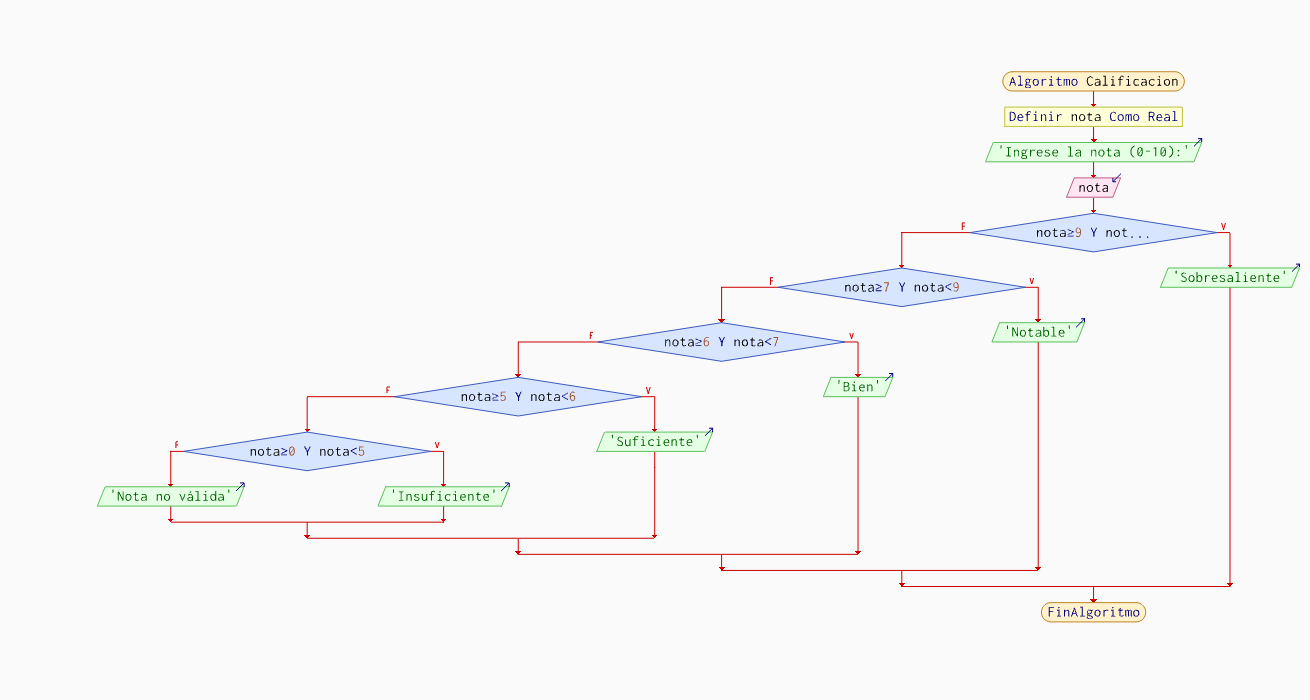 Algoritmo Calificacion
Definir nota Como Real
'Ingrese la nota (0-10):'
nota
nota≥9 Y not...
F
V
'Sobresaliente'
nota≥7 Y nota<9
F
V
'Notable'
nota≥6 Y nota<7
F
V
'Bien'
nota≥5 Y nota<6
F
V
'Suficiente'
nota≥0 Y nota<5
F
V
'Nota no válida'
'Insuficiente'
FinAlgoritmo